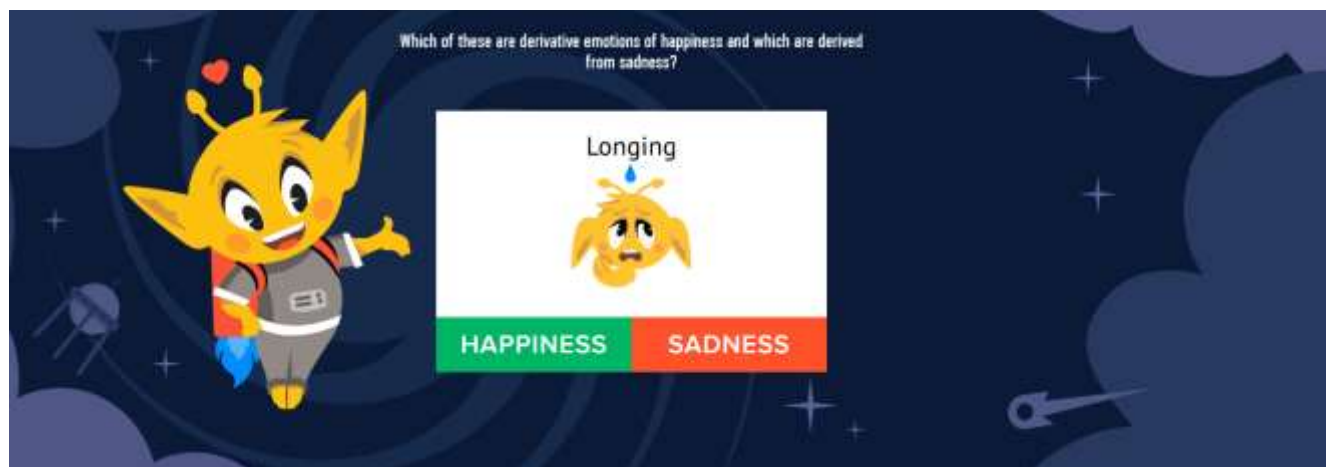 Which of these are derivative emotions of happiness and which are derived
from sadness?
Longing
HAPPINESS
SADNESS